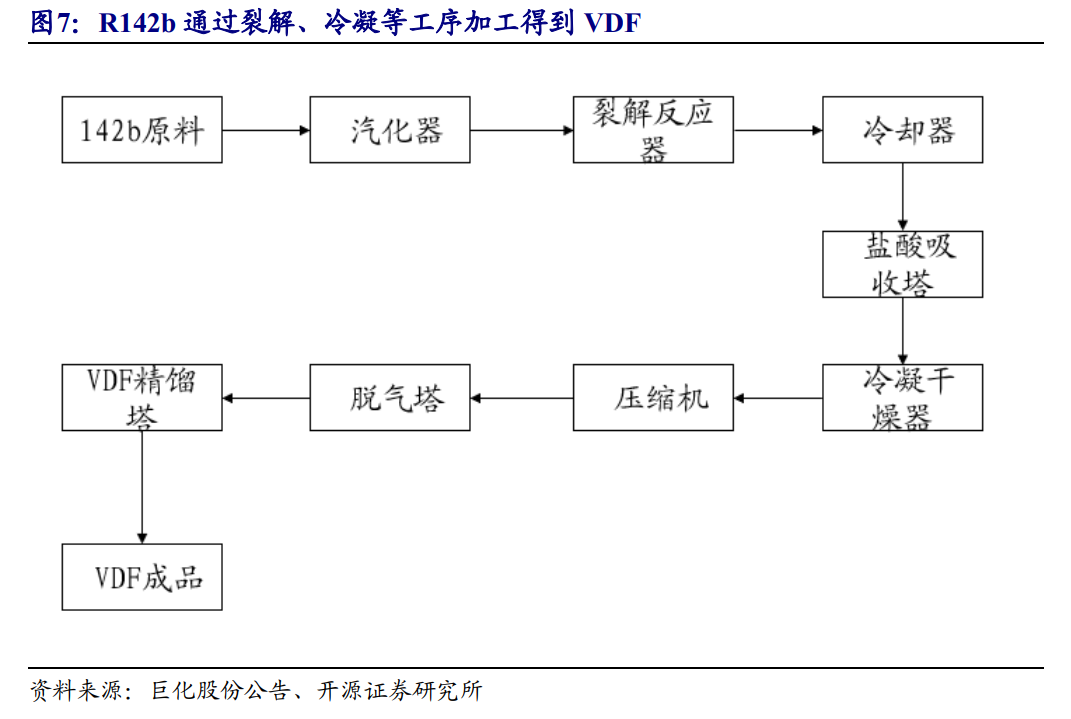 图7：R142b 通过裂解、冷凝等工序加工得到 VDF
142b原料
汽化器
裂解反应
器
冷却器
盐酸吸
收塔
冷凝干
燥器
压缩机
脱气塔
VDF精馏
塔
VDF成品
资料来源：巨化股份公告、开源证券研究所